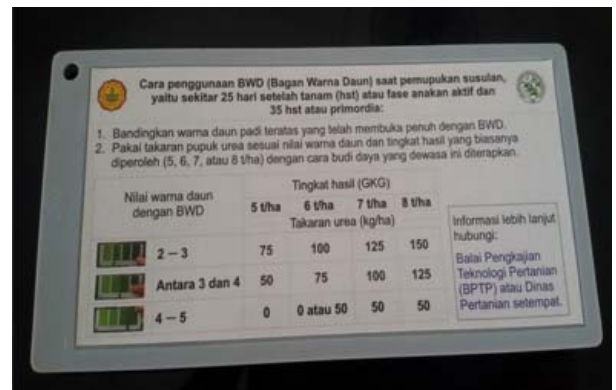 Cara penggunaan BWD (Bagan Warna Daun) saat pemupukan susulan,
yaitu sekitar 25 hari setelah tanam (hst) atau fase anakan aktif dan
35 hst atau primordia:
1. Bandingkan warna daun padi teratas yang telah membuka penuh dengan BWD.
2. Pakai takaran pupuk urea sesuai nilai warna daun dan tingkat hasil yang biasanya
diperoleh (5, 6, 7, atau 8 t/ha) dengan cara budi daya yang dewasa ini diterapkan.
Nilai warna daun
dengan BWD
Tingkat hasil (GKG)
5 t/ha 6 t/ha 7 t/ha 8 t/ha
Takaran urea (kg/ha)
2 – 3 75 100 125 150
Antara 3 dan 4 50 75 100 125
4 – 5 0 0 atau 50 50 50
Informasi lebih lanjut
hubungi:
Balai Pengkajian
Teknologi Pertanian
(BPTP) atau Dinas
Pertanian setempat.